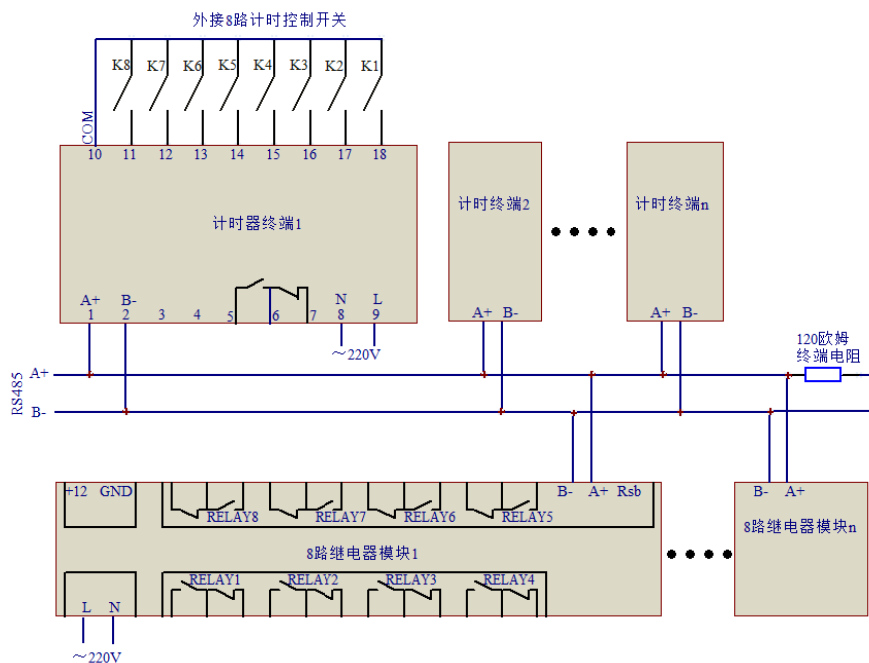 外接8路计时控制开关
K8 K7 K6 K5 K4 K3 K2 K1
COM
10 11 12 13 14 15 16 17 18
计时器终端1
计时终端2
计时终端n
A+ B- N L
1 2 3 4 5 6 7 8 9
A+ B-
A+ B-
～220V
120欧姆
终端电阻
RS485
A+
B-
+12 GND
B- A+ Rsb
B- A+
RELAY8 RELAY7 RELAY6 RELAY5
8路继电器模块1
8路继电器模块n
RELAY1 RELAY2 RELAY3 RELAY4
L N
～220V